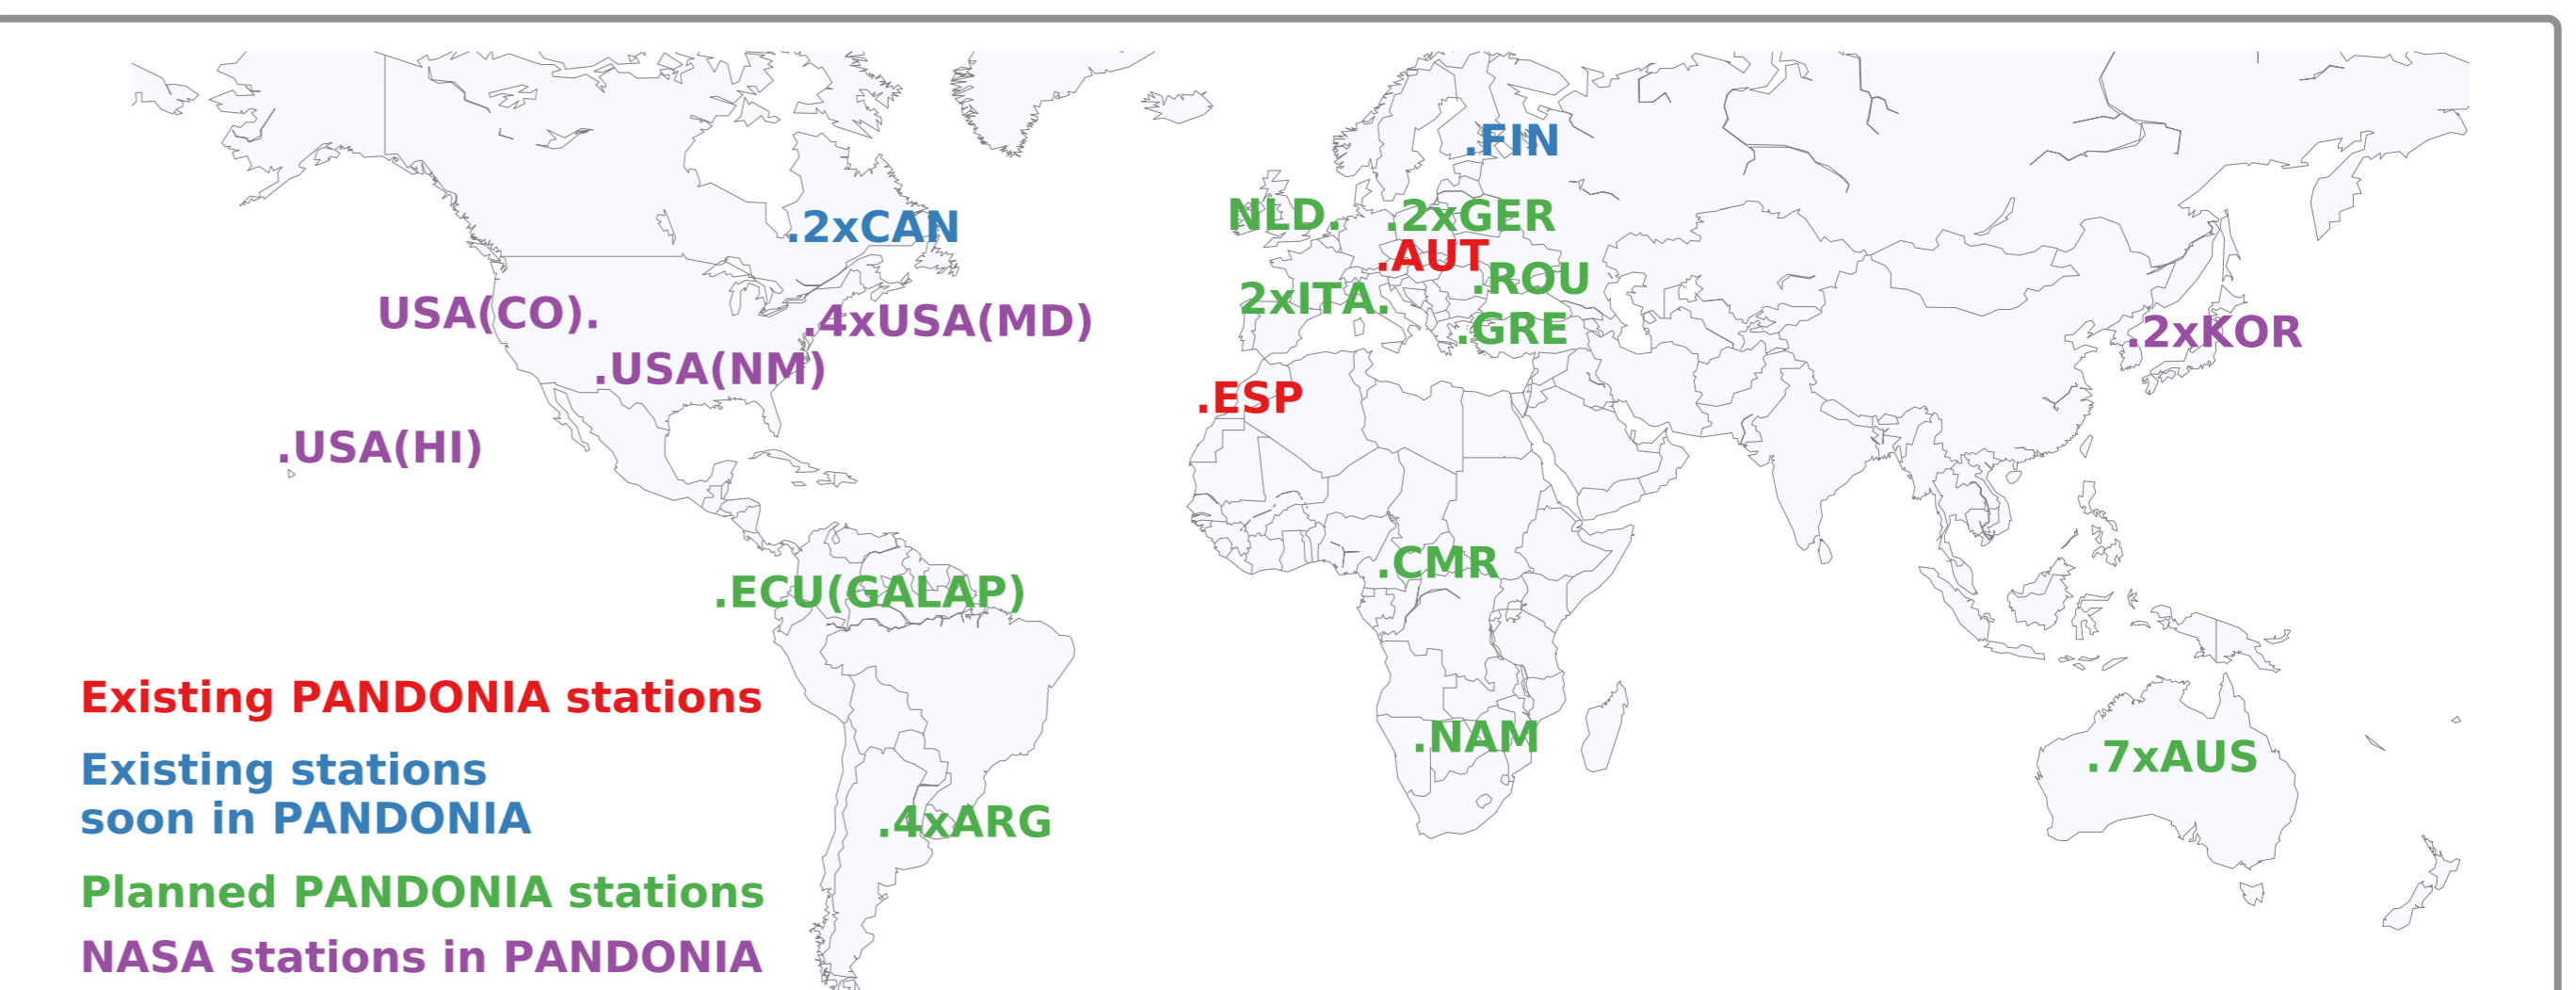 .FIN
.2xCAN
NLD.
.2xGER
.AUT
.ROU
USA(CO).
.4xUSA(MD)
2xITA.
.GRE
.2xKOR
.USA(NM)
.ESP
.USA(HI)
.CMR
.ECU(GALAP)
.NAM
.7xAUS
.4xARG
Existing PANDONIA stations
Existing stations
soon in PANDONIA
Planned PANDONIA stations
NASA stations in PANDONIA